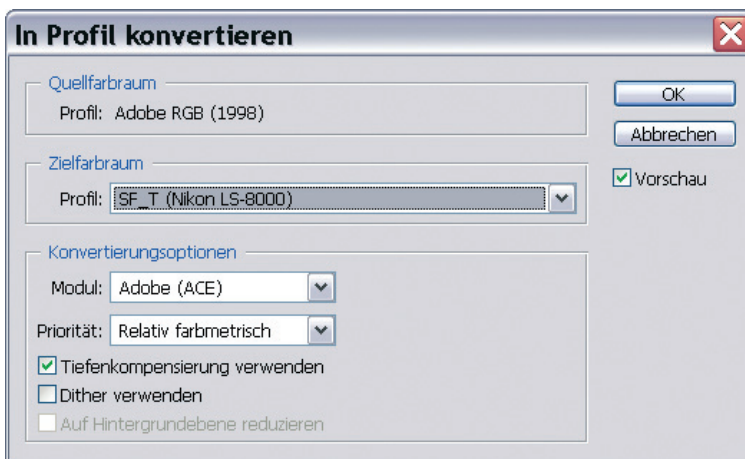 In Profil konvertieren
Quellfarbraum
Profil: Adobe RGB (1998)
OK
Abbrechen
Vorschau
Zielfarbraum
Profil: SF_T (Nikon LS-8000)
Konvertierungsoptionen
Modul: Adobe (ACE)
Priorität: Relativ farbmetrisch
Tiefenkompensierung verwenden
Dither verwenden
Auf Hintergrundebene reduzieren